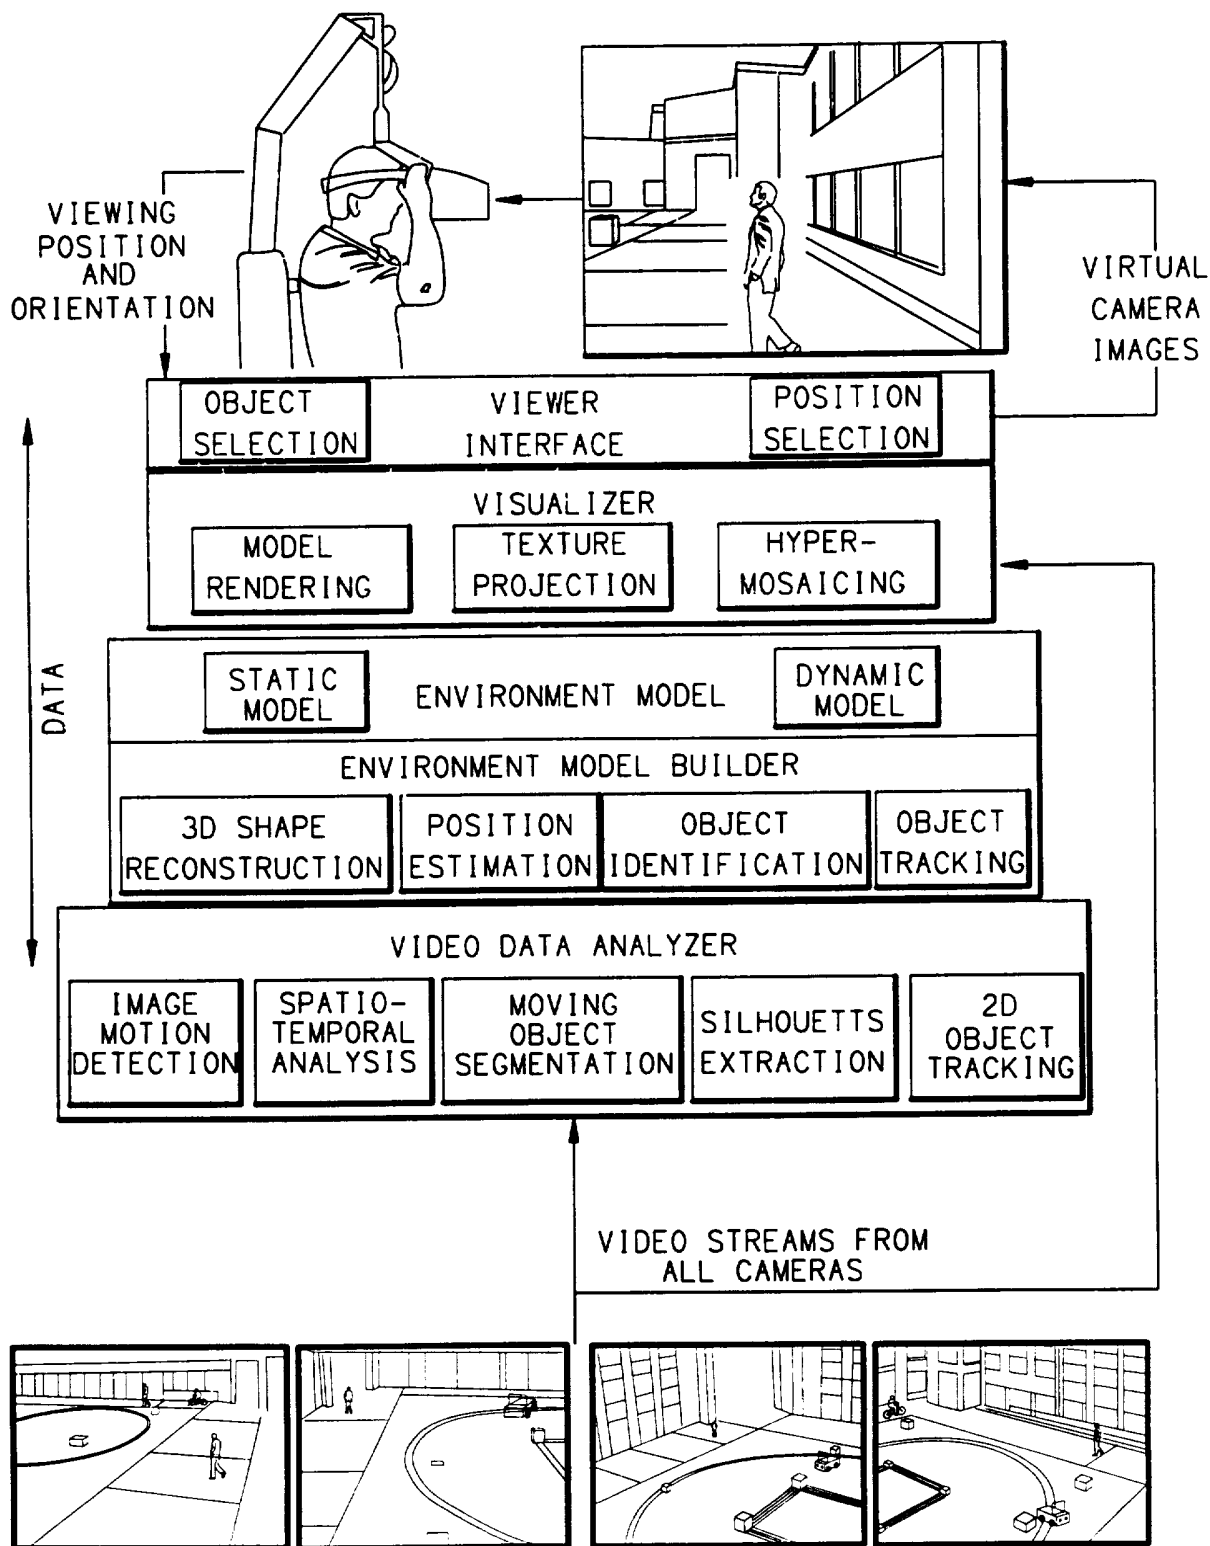 VIEWING
POSITION
AND
ORIENTATION
VIRTUAL
CAMERA
IMAGES
OBJECT
SELECTION
VIEWER
INTERFACE
POSITION
SELECTION
VISUALIZER
MODEL
RENDERING
TEXTURE
PROJECTION
HYPER-
MOSAICING
DATA
STATIC
MODEL
ENVIRONMENT MODEL
DYNAMIC
MODEL
ENVIRONMENT MODEL BUILDER
3D SHAPE
RECONSTRUCTION
POSITION
ESTIMATION
OBJECT
IDENTIFICATION
OBJECT
TRACKING
VIDEO DATA ANALYZER
IMAGE
MOTION
DETECTION
SPATIO-
TEMPORAL
ANALYSIS
MOVING
OBJECT
SEGMENTATION
SILHOUETTS
EXTRACTION
2D
OBJECT
TRACKING
VIDEO STREAMS FROM
ALL CAMERAS